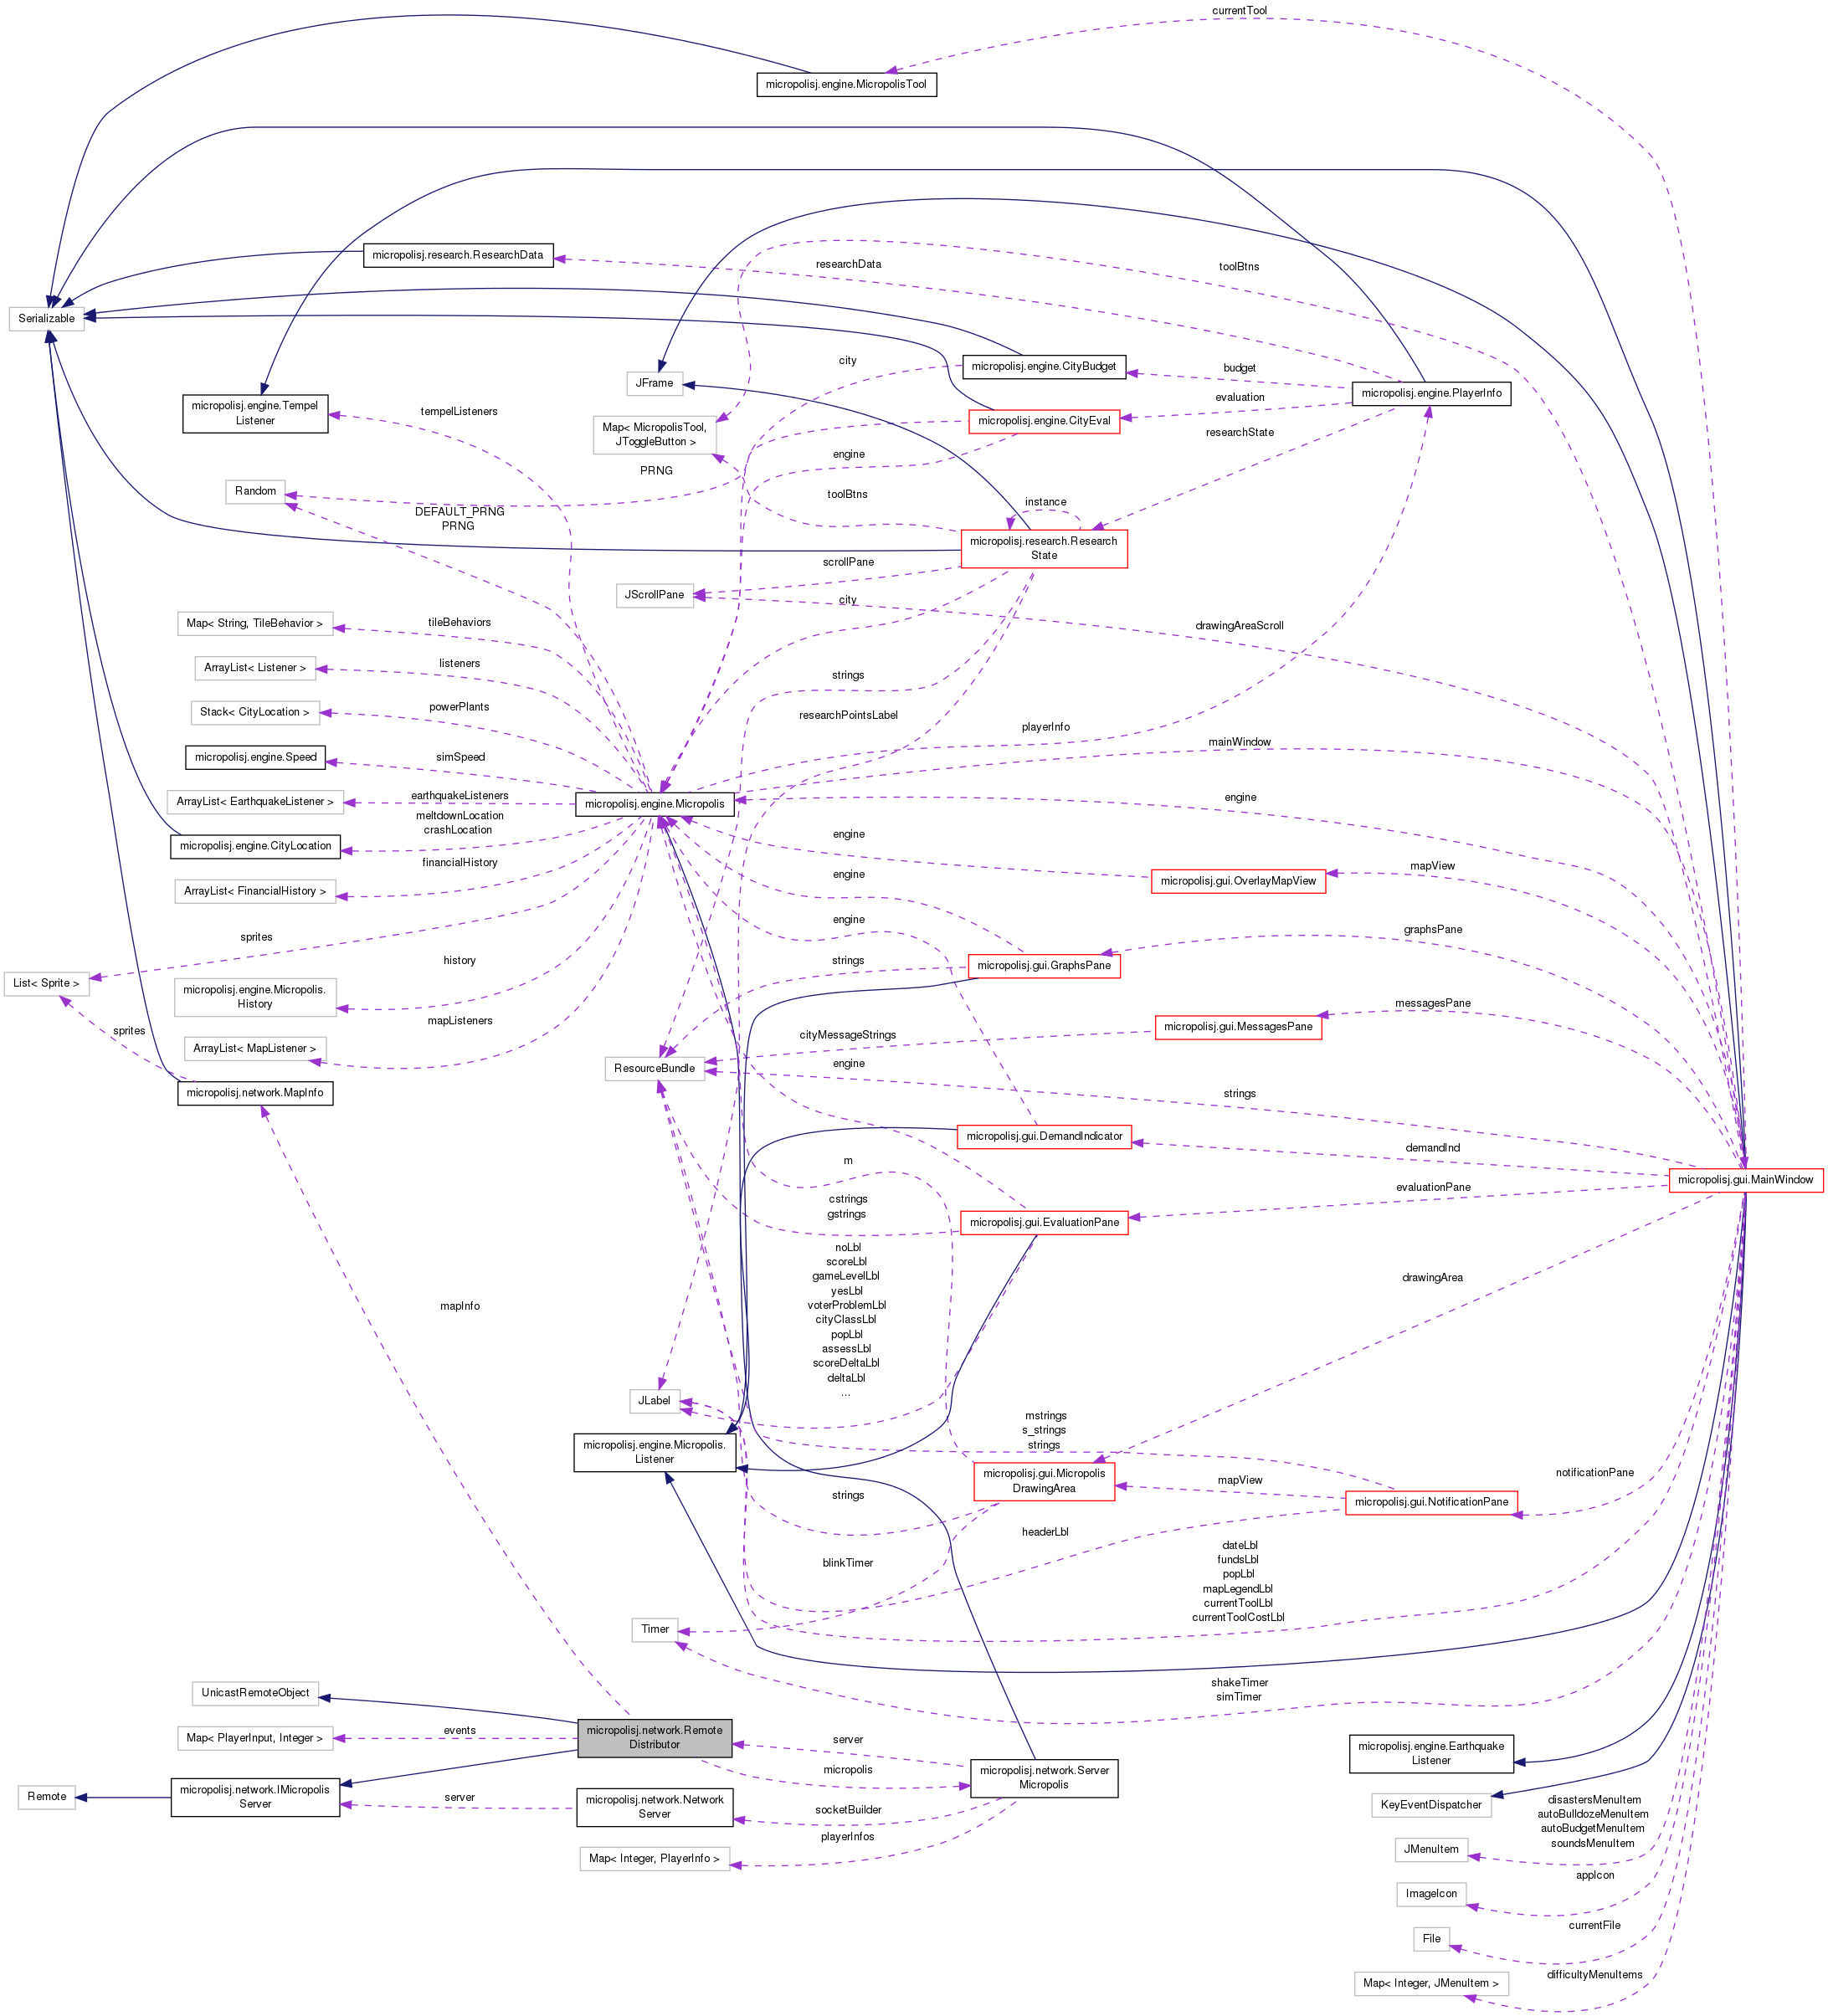 currentTool
micropolisj.engine.MicropolisTool
micropolisj.research.ResearchData
researchData
toolBtns
Serializable
city
micropolisj.engine.CityBudget
budget
JFrame
micropolisj.engine.PlayerInfo
evaluation
micropolisj.engine.Tempel
Listener
tempelListeners
Map< MicropolisTool,
JToggleButton >
micropolisj.engine.CityEval
researchState
engine
PRNG
Random
toolBtns
instance
DEFAULT_PRNG
PRNG
micropolisj.research.Research
State
scrollPane
JScrollPane
city
Map< String, TileBehavior >
tileBehaviors
drawingAreaScroll
ArrayList< Listener >
listeners
strings
Stack< CityLocation >
powerPlants
researchPointsLabel
playerInfo
mainWindow
micropolisj.engine.Speed
simSpeed
ArrayList< EarthquakeListener >
earthquakeListeners
micropolisj.engine.Micropolis
engine
meltdownLocation
crashLocation
micropolisj.engine.CityLocation
engine
financialHistory
mapView
ArrayList< FinancialHistory >
engine
micropolisj.gui.OverlayMapView
engine
graphsPane
sprites
history
strings
micropolisj.gui.GraphsPane
List< Sprite >
micropolisj.engine.Micropolis.
History
messagesPane
sprites
mapListeners
cityMessageStrings
micropolisj.gui.MessagesPane
ArrayList< MapListener >
ResourceBundle
engine
micropolisj.network.MapInfo
strings
micropolisj.gui.DemandIndicator
demandInd
m
micropolisj.gui.MainWindow
evaluationPane
cstrings
gstrings
micropolisj.gui.EvaluationPane
noLbl
scoreLbl
gameLevelLbl
yesLbl
voterProblemLbl
cityClassLbl
popLbl
assessLbl
scoreDeltaLbl
deltaLbl
...
drawingArea
mapInfo
JLabel
mstrings
s_strings
strings
micropolisj.engine.Micropolis.
Listener
micropolisj.gui.Micropolis
DrawingArea
mapView
notificationPane
strings
micropolisj.gui.NotificationPane
headerLbl
dateLbl
fundsLbl
popLbl
mapLegendLbl
currentToolLbl
currentToolCostLbl
blinkTimer
Timer
shakeTimer
simTimer
UnicastRemoteObject
Map< PlayerInput, Integer >
events
micropolisj.network.Remote
Distributor
server
micropolis
micropolisj.network.Server
Micropolis
micropolisj.engine.Earthquake
Listener
Remote
micropolisj.network.IMicropolis
Server
server
micropolisj.network.Network
Server
socketBuilder
KeyEventDispatcher
disastersMenuItem
autoBulldozeMenuItem
autoBudgetMenuItem
soundsMenuItem
playerInfos
Map< Integer, PlayerInfo >
JMenuItem
appIcon
ImageIcon
currentFile
File
difficultyMenuItems
Map< Integer, JMenuItem >